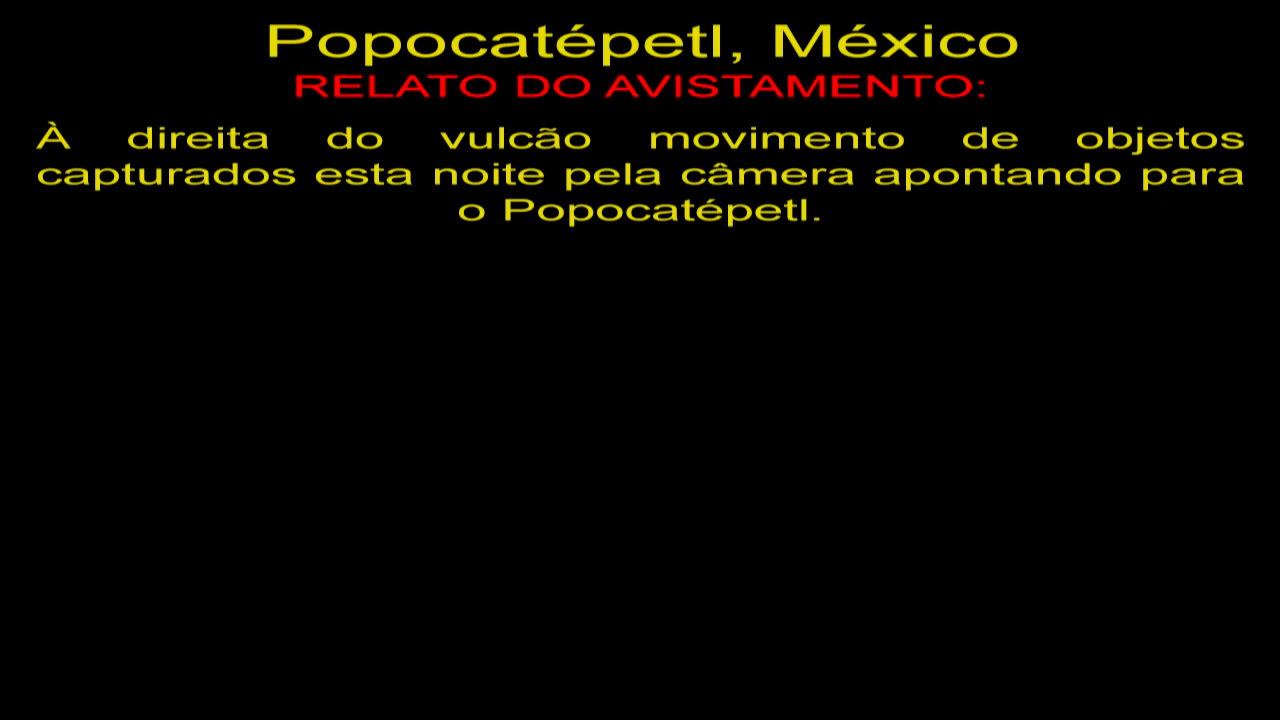 Popocatépetl, México
RELATO DO AVISTAMENTO:
À direita do vulcão movimento de objetos
capturados esta noite pela câmera apontando para
o Popocatépetl.